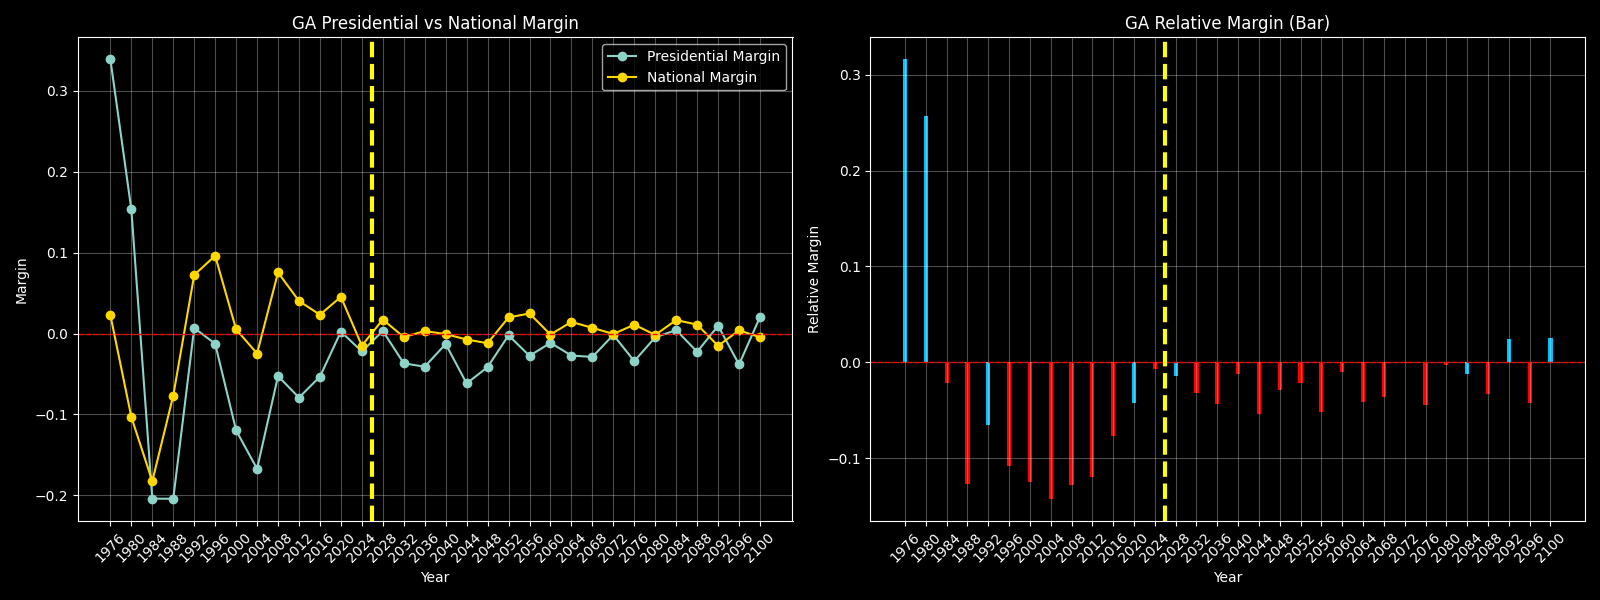 GA Presidential vs National Margin
Presidential Margin
National Margin
Margin
0.3
0.2
0.1
0.0
−0.1
−0.2
1976 1980 1984 1988 1992 1996 2000 2004 2008 2012 2016 2020 2024 2028 2032 2036 2040 2044 2048 2052 2056 2060 2064 2068 2072 2076 2080 2084 2088 2092 2096 2100
Year
GA Relative Margin (Bar)
Relative Margin
0.3
0.2
0.1
0.0
−0.1
1976 1980 1984 1988 1992 1996 2000 2004 2008 2012 2016 2020 2024 2028 2032 2036 2040 2044 2048 2052 2056 2060 2064 2068 2072 2076 2080 2084 2088 2092 2096 2100
Year